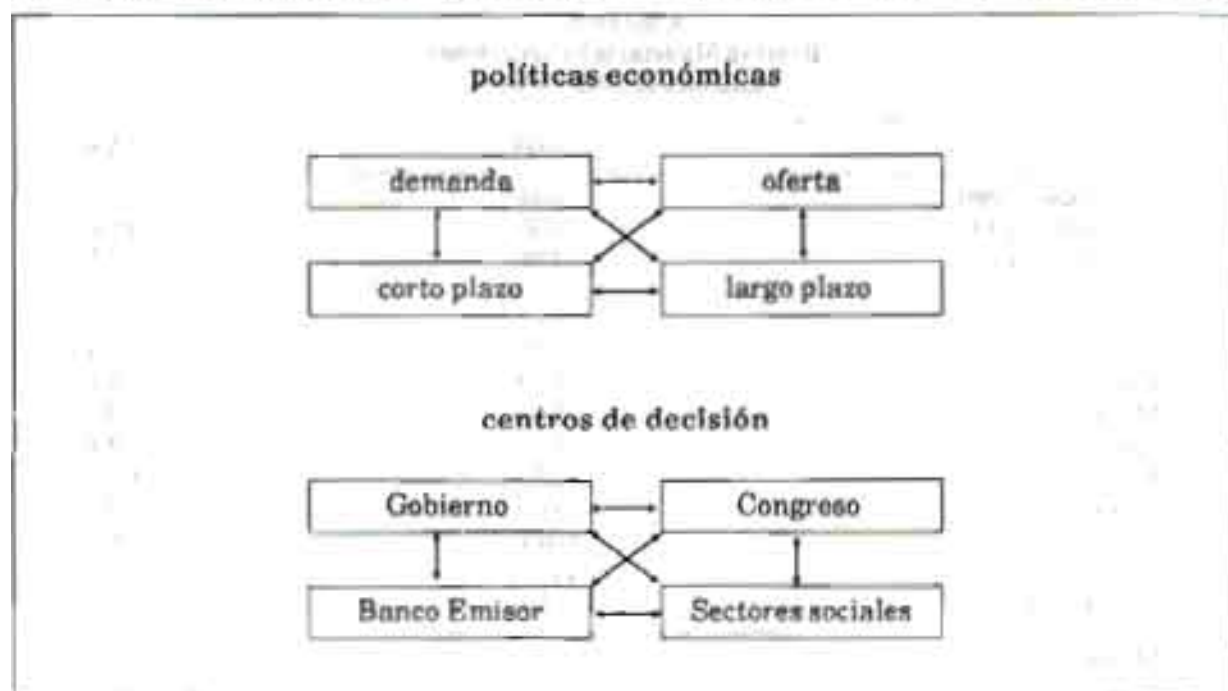 políticas económicas
demanda oferta
corto plazo largo plazo
centros de decisión
Gobierno Congreso
Banco Emisor Sectores sociales